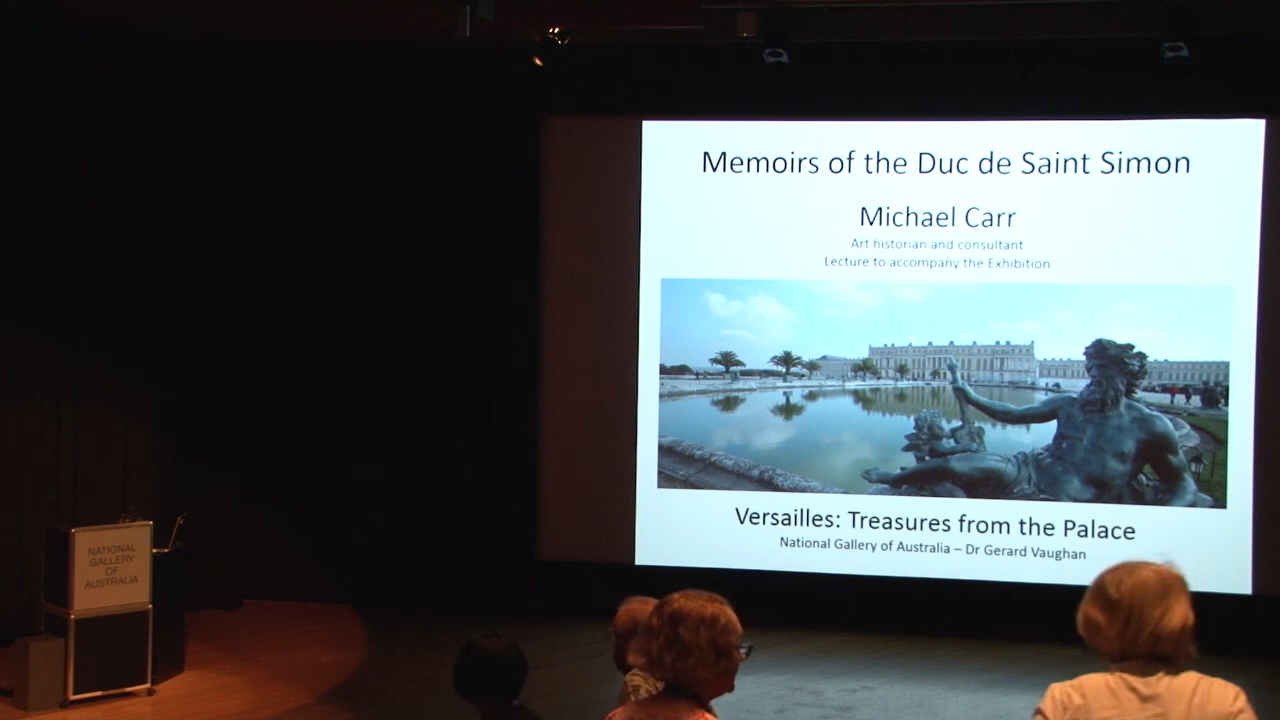 Memoirs of the Duc de Saint Simon
Michael Carr
Art historian and consultant
Lecture to accompany the Exhibition
Versailles: Treasures from the Palace
National Gallery of Australia – Dr Gerard Vaughan
NATIONAL
GALLERY
OF
AUSTRALIA